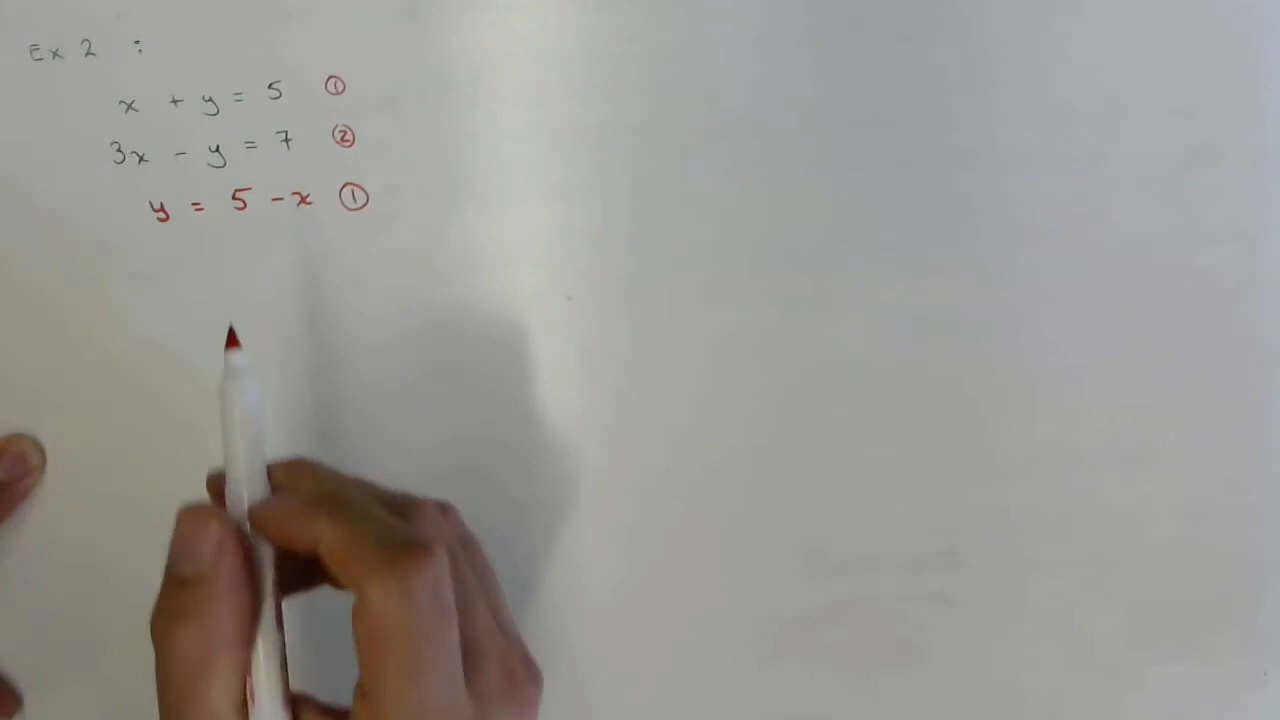 Ex 2 :
x + y = 5 ①
3x - y = 7 ②
y = 5 - x ①